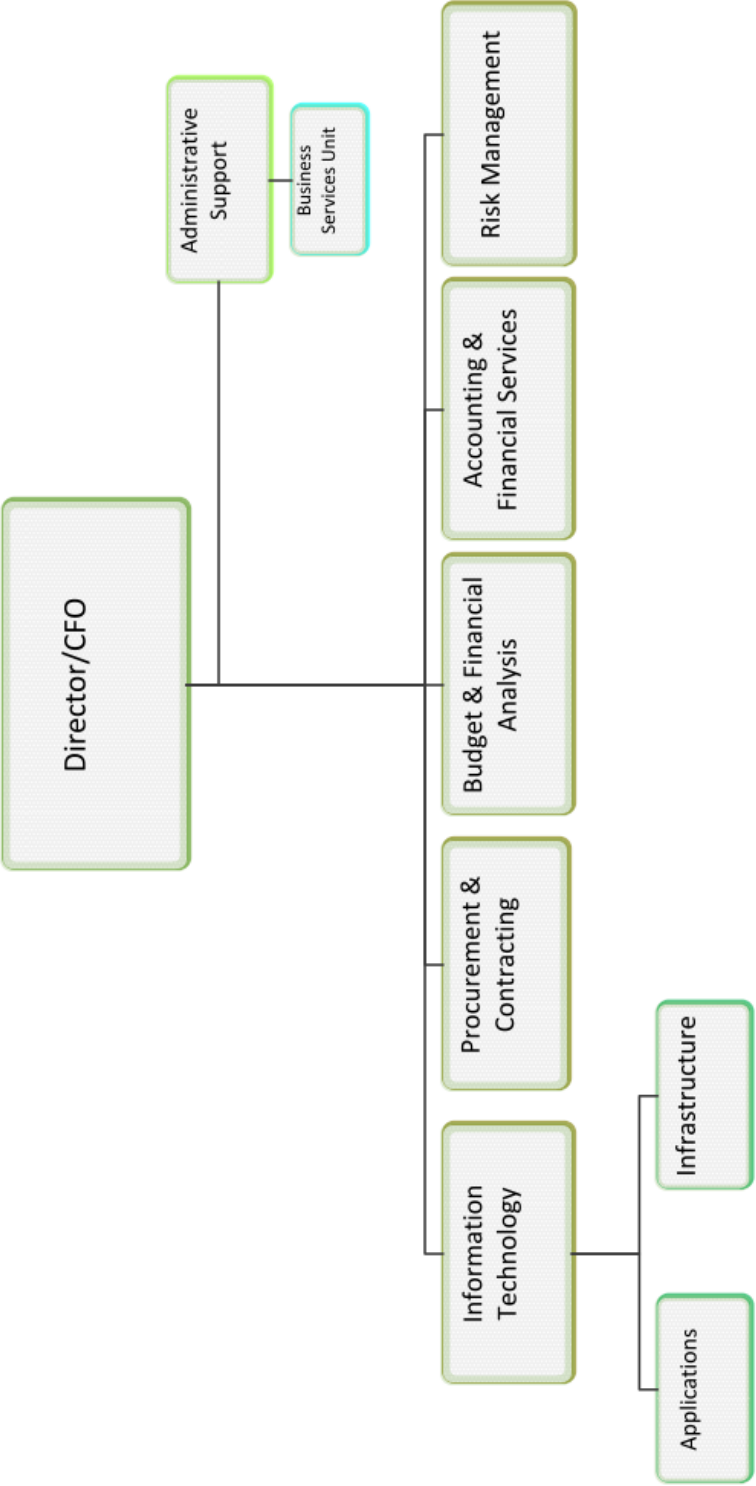 Director/CFO
Administrative
Support
Business
Services Unit
Information
Technology
Procurement &
Contracting
Budget & Financial
Analysis
Accounting &
Financial Services
Risk Management
Applications
Infrastructure